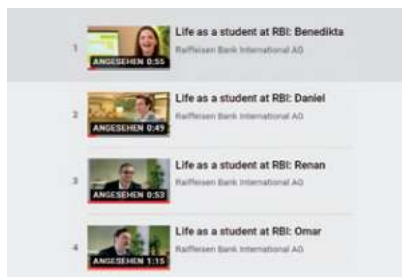 1
ANGESEHEN 0:55
Life as a student at RBI: Benedikta
Raiffeisen Bank International AG
2
ANGESEHEN 0:49
Life as a student at RBI: Daniel
Raiffeisen Bank International AG
3
ANGESEHEN 0:53
Life as a student at RBI: Renan
Raiffeisen Bank International AG
4
ANGESEHEN 1:15
Life as a student at RBI: Omar
Raiffeisen Bank International AG